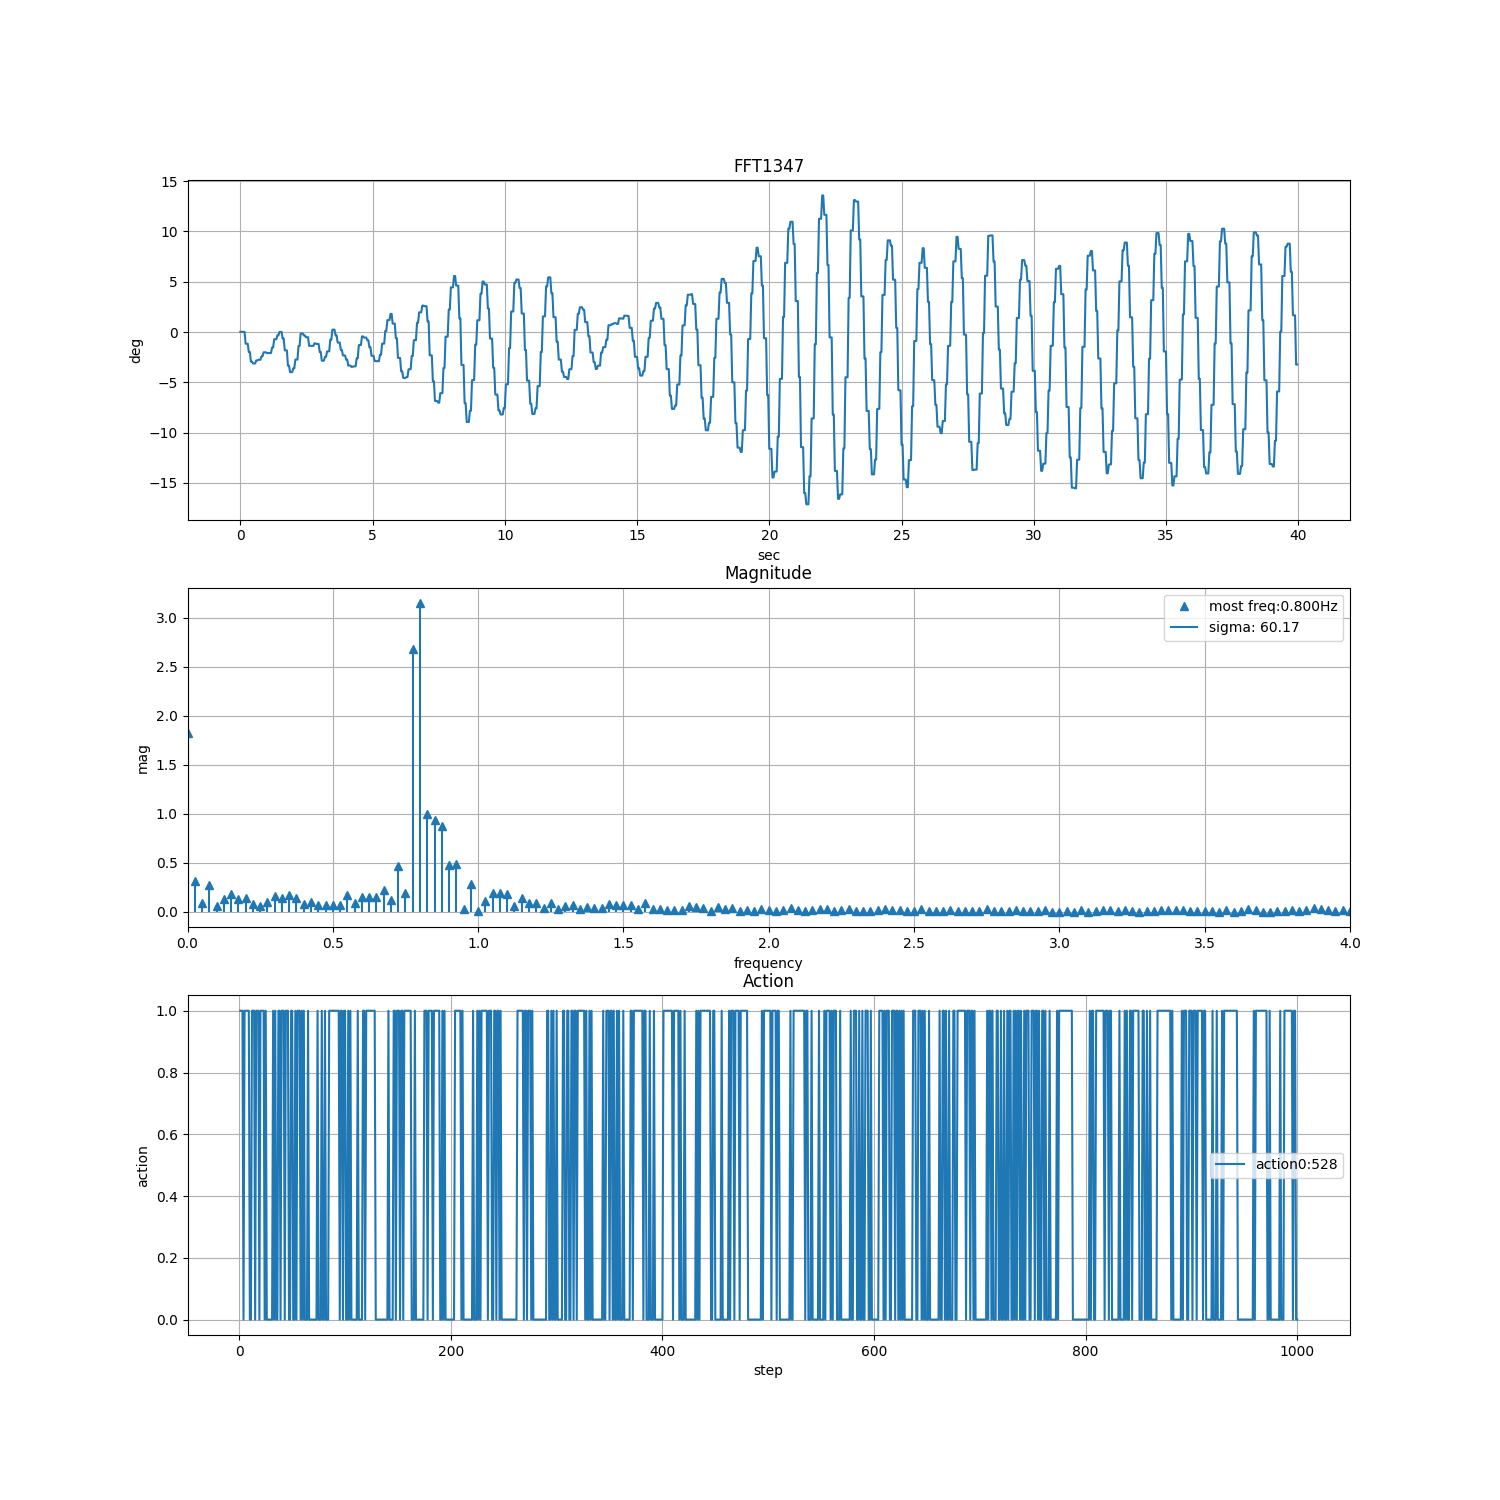 FFT1347
15
10
5
0
−5
−10
−15
deg
0 5 10 15 20 25 30 35 40
sec
Magnitude
most freq:0.800Hz
sigma: 60.17
3.0
2.5
2.0
1.5
1.0
0.5
0.0
mag
0.0 0.5 1.0 1.5 2.0 2.5 3.0 3.5 4.0
frequency
Action
1.0
0.8
0.6
0.4
0.2
0.0
action
action0:528
0 200 400 600 800 1000
step